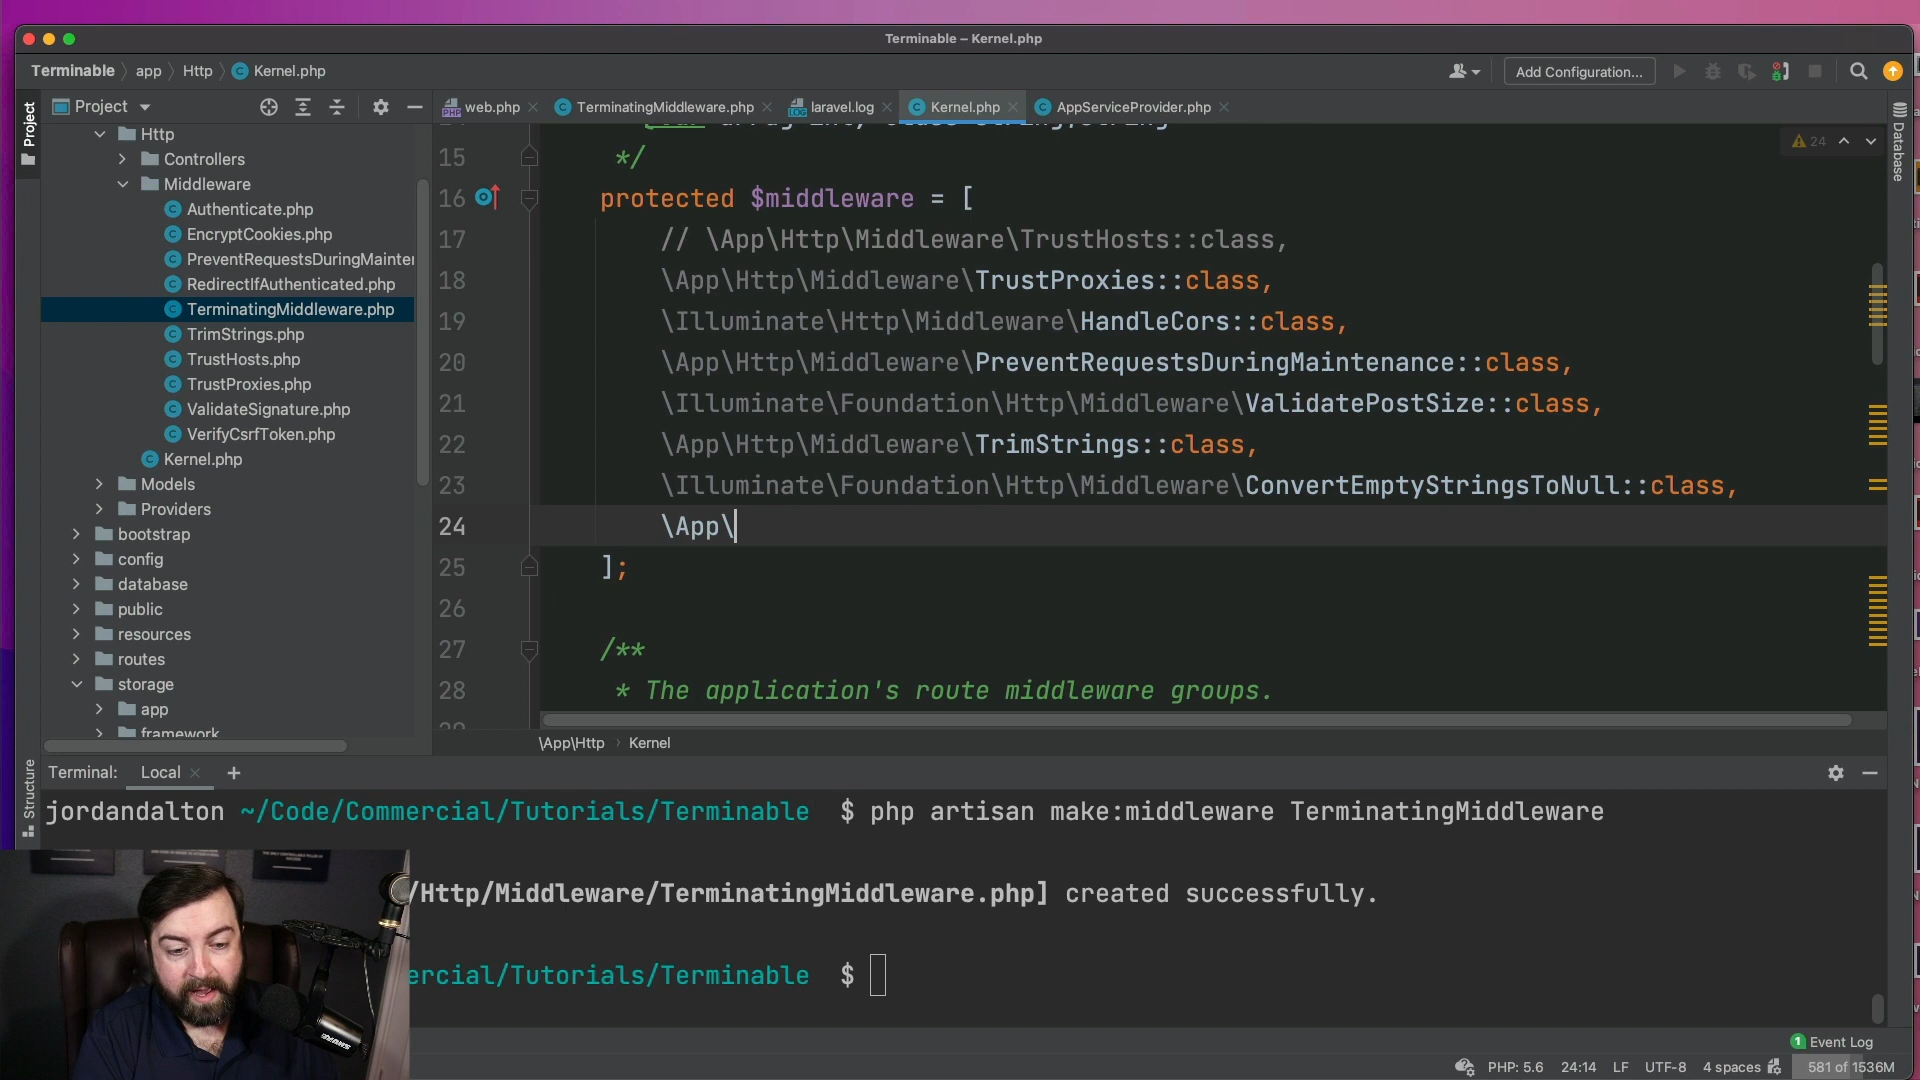 Terminable – Kernel.php
Terminable app Http Kernel.php
Add Configuration...
Project
web.php TerminatingMiddleware.php laravel.log Kernel.php AppServiceProvider.php
Project
Database
Structure
Http
Controllers
Middleware
Authenticate.php
EncryptCookies.php
PreventRequestsDuringMainten
RedirectIfAuthenticated.php
TerminatingMiddleware.php
TrimStrings.php
TrustHosts.php
TrustProxies.php
ValidateSignature.php
VerifyCsrfToken.php
Kernel.php
Models
Providers
bootstrap
config
database
public
resources
routes
storage
app
framework
24
15 */
16 protected $middleware = [
17 // \App\Http\Middleware\TrustHosts::class,
18 \App\Http\Middleware\TrustProxies::class,
19 \Illuminate\Http\Middleware\HandleCors::class,
20 \App\Http\Middleware\PreventRequestsDuringMaintenance::class,
21 \Illuminate\Foundation\Http\Middleware\ValidatePostSize::class,
22 \App\Http\Middleware\TrimStrings::class,
23 \Illuminate\Foundation\Http\Middleware\ConvertEmptyStringsToNull::class,
24 \App\
25 ];
26
27 /**
28 * The application's route middleware groups.
\App\Http › Kernel
Terminal: Local +
jordandalton ~/Code/Commercial/Tutorials/Terminable $ php artisan make:middleware TerminatingMiddleware
/Http/Middleware/TerminatingMiddleware.php] created successfully.
ercial/Tutorials/Terminable $
1 Event Log
PHP: 5.6 24:14 LF UTF-8 4 spaces 581 of 1536M